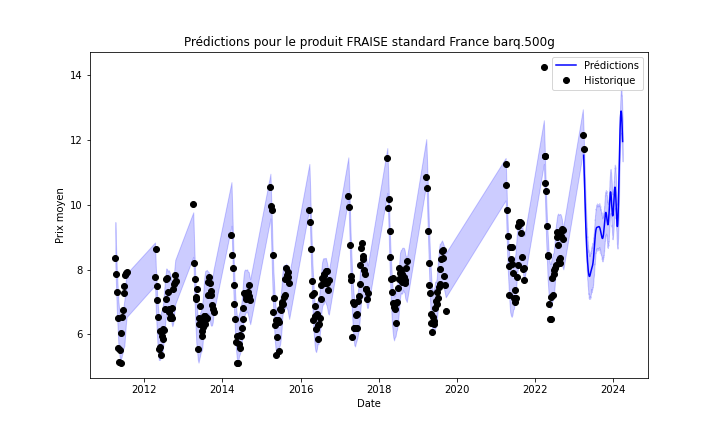 Prédictions pour le produit FRAISE standard France barq.500g
Prédictions
Historique
14
12
10
8
6
Prix moyen
2012 2014 2016 2018 2020 2022 2024
Date